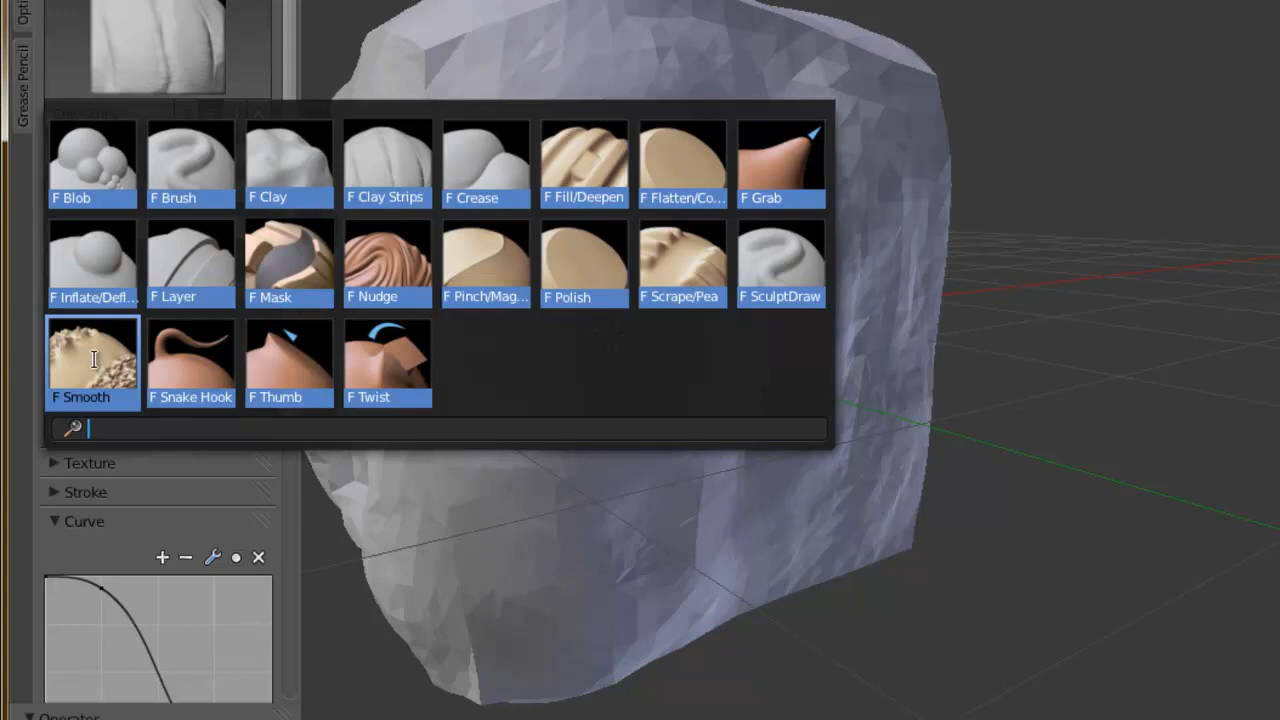 Opti
Grease Pencil
F Blob
F Brush
F Clay
F Clay Strips
F Crease
F Fill/Deepen
F Flatten/Co...
F Grab
F Inflate/Defl...
F Layer
F Mask
F Nudge
F Pinch/Mag...
F Polish
F Scrape/Pea
F SculptDraw
F Smooth
F Snake Hook
F Thumb
F Twist
Texture
Stroke
Curve
Operator